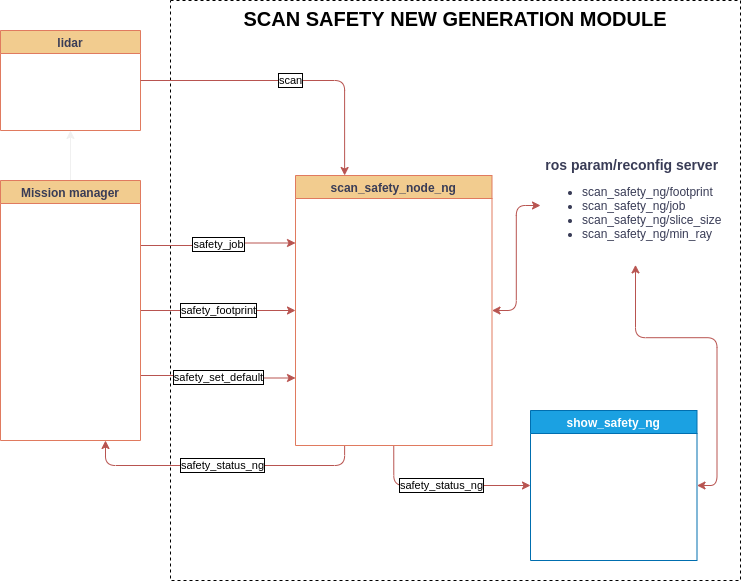 SCAN SAFETY NEW GENERATION MODULE
lidar
scan
ros param/reconfig server
scan_safety_ng/footprint
scan_safety_ng/job
scan_safety_ng/slice_size
scan_safety_ng/min_ray
Mission manager
scan_safety_node_ng
safety_job
safety_footprint
safety_set_default
safety_status_ng
show_safety_ng
safety_status_ng